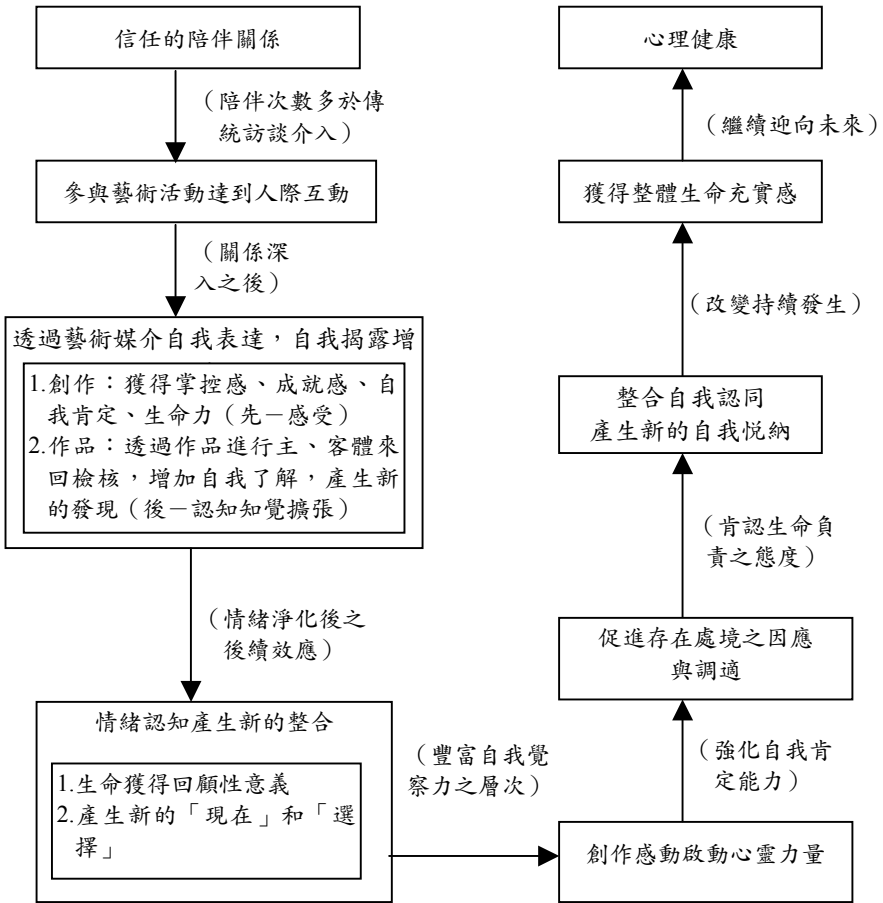 信任的陪伴關係
（陪伴次數多於傳
統訪談介入）
參與藝術活動達到人際互動
（關係深
入之後）
透過藝術媒介自我表達，自我揭露增
1.創作：獲得掌控感、成就感、自
我肯定、生命力（先－感受）
2.作品：透過作品進行主、客體來
回檢核，增加自我了解，產生新
的發現（後－認知知覺擴張）
（情緒淨化後之
後續效應）
情緒認知產生新的整合
1.生命獲得回顧性意義
2.產生新的「現在」和「選
擇」
（豐富自我覺
察力之層次）
創作感動啟動心靈力量
（強化自我肯
定能力）
促進存在處境之因應
與調適
（肯認生命負
責之態度）
整合自我認同
產生新的自我悅納
（改變持續發生）
獲得整體生命充實感
（繼續迎向未來）
心理健康